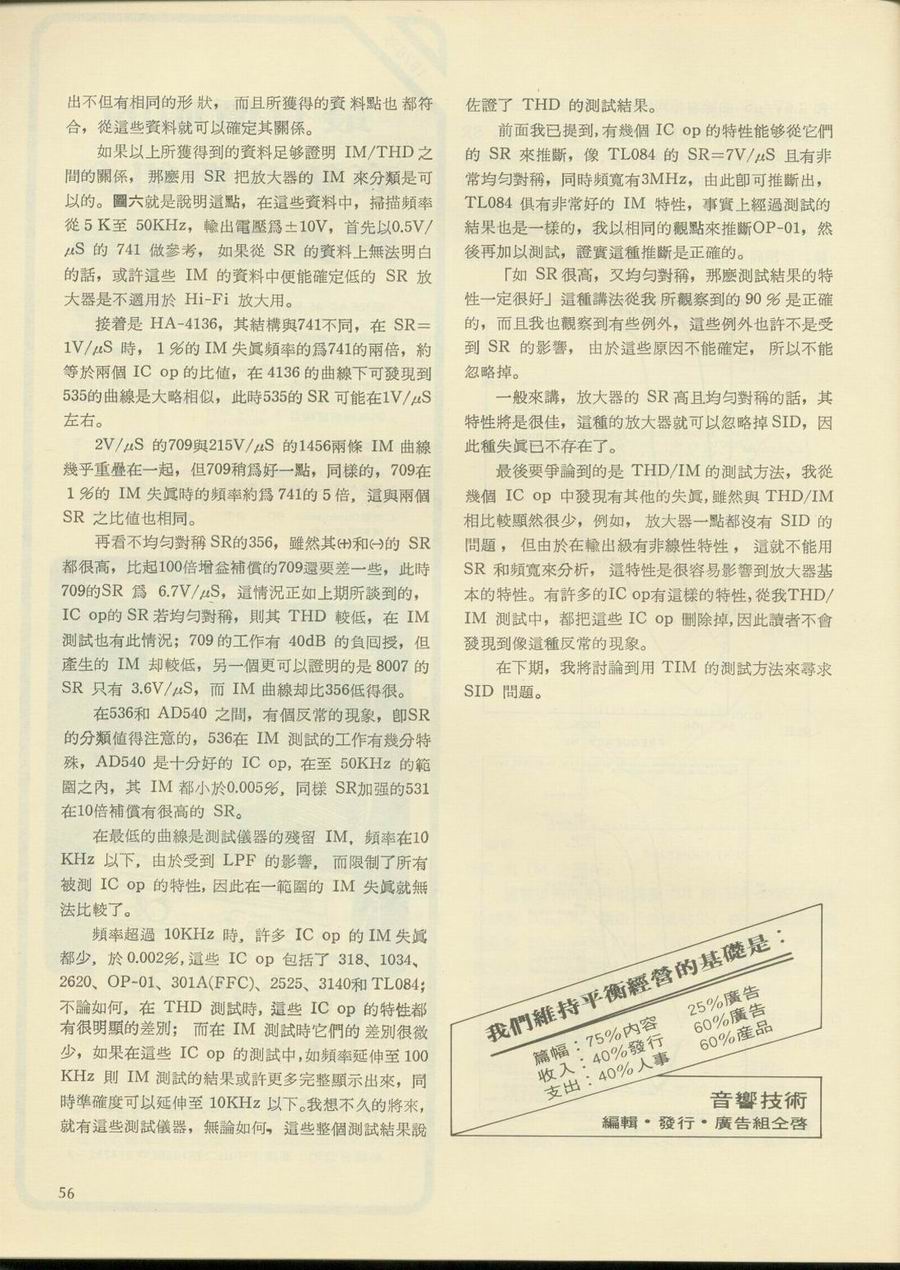 出不但有相同的形狀，而且所獲得的資料點也都符
合，從這些資料就可以確定其關係。
如果以上所獲得到的資料足够證明 IM/THD 之
間的關係，那麽用 SR 把放大器的 IM 來分類是可
以的。圖六就是說明這點，在這些資料中，掃描頻率
從 5 K至 50KHz，輸出電壓爲±10V，首先以0.5V/
μS 的 741 做參考，如果從 SR 的資料上無法明白
的話，或許這些 IM 的資料中便能確定低的 SR 放
大器是不適用於 Hi-Fi 放大用。
接着是 HA-4136，其結構與741不同，在 SR＝
1V/μS 時，1％的 IM 失眞頻率的爲741的兩倍，約
等於兩個 IC op 的比値，在 4136 的曲線下可發現到
535的曲線是大略相似，此時535的 SR 可能在1V/μS
左右。
2V/μS 的709與215V/μS 的1456兩條 IM 曲線
幾乎重疊在一起，但709稍爲好一點，同樣的，709在
1％的 IM 失眞時的頻率約爲 741的 5 倍，這與兩個
SR 之比値也相同。
再看不均勻對稱 SR的356，雖然其(+)和(-)的 SR
都很高，比起100倍增益補償的709還要差一些，此時
709的SR 爲 6.7V/μS，這情況正如上期所談到的，
IC op的 SR 若均勻對稱，則其 THD 較低，在 IM
測試也有此情況；709 的工作有 40dB 的負囘授，但
產生的 IM 却較低，另一個更可以證明的是 8007 的
SR 只有 3.6V/μS，而 IM 曲線却比356低得很。
在536和 AD540 之間，有個反常的現象，卽SR
的分類値得注意的，536在 IM 測試的工作有幾分特
殊，AD540 是十分好的 IC op，在至 50KHz 的範
圍之內，其 IM 都小於0.005％，同樣 SR加强的531
在10倍補償有很高的 SR。
在最低的曲線是測試儀器的殘留 IM，頻率在10
KHz 以下，由於受到 LPF 的影響，而限制了所有
被測 IC op 的特性，因此在一範圍的 IM 失眞就無
法比較了。
頻率超過 10KHz 時，許多 IC op 的 IM 失眞
都少，於 0.002％，這些 IC op 包括了 318、1034、
2620、OP-01、301A(FFC)、2525、3140和 TL084；
不論如何，在 THD 測試時，這些 IC op 的特性都
有很明顯的差別；而在 IM 測試時它們的差別很微
少，如果在這些 IC op 的測試中，如頻率延伸至 100
KHz 則 IM 測試的結果或許更多完整顯示出來，同
時準確度可以延伸至 10KHz 以下。我想不久的將來，
就有這些測試儀器，無論如何，這些整個測試結果說
佐證了 THD 的測試結果。
前面我已提到，有幾個 IC op 的特性能够從它們
的 SR 來推斷，像 TL084 的 SR＝7V/μS 且有非
常均勻對稱，同時頻寬有3MHz，由此卽可推斷出，
TL084 俱有非常好的 IM 特性，事實上經過測試的
結果也是一樣的，我以相同的觀點來推斷OP-01，然
後再加以測試，證實這種推斷是正確的。
「如 SR 很高，又均勻對稱，那麽測試結果的特
性一定很好」這種講法從我所觀察到的 90 ％ 是正確
的，而且我也觀察到有些例外，這些例外也許不是受
到 SR 的影響，由於這些原因不能確定，所以不能
忽略掉。
一般來講，放大器的 SR 高且均勻對稱的話，其
特性將是很佳，這種的放大器就可以忽略掉 SID，因
此種失眞已不存在了。
最後要爭論到的是 THD/IM 的測試方法，我從
幾個 IC op 中發現有其他的失眞，雖然與 THD/IM
相比較顯然很少，例如，放大器一點都沒有 SID 的
問題，但由於在輸出級有非線性特性，這就不能用
SR 和頻寬來分析，這特性是很容易影響到放大器基
本的特性。有許多的IC op有這樣的特性，從我THD/
IM 測試中，都把這些 IC op 刪除掉，因此讀者不會
發現到像這種反常的現象。
在下期，我將討論到用 TIM 的測試方法來尋求
SID 問題。
我們維持平衡經營的基礎是：
篇幅：75％內容 25％廣告
收入：40％發行 60％廣告
支出：40％人事 60％産品
音響技術
編輯・發行・廣告組仝啓
56